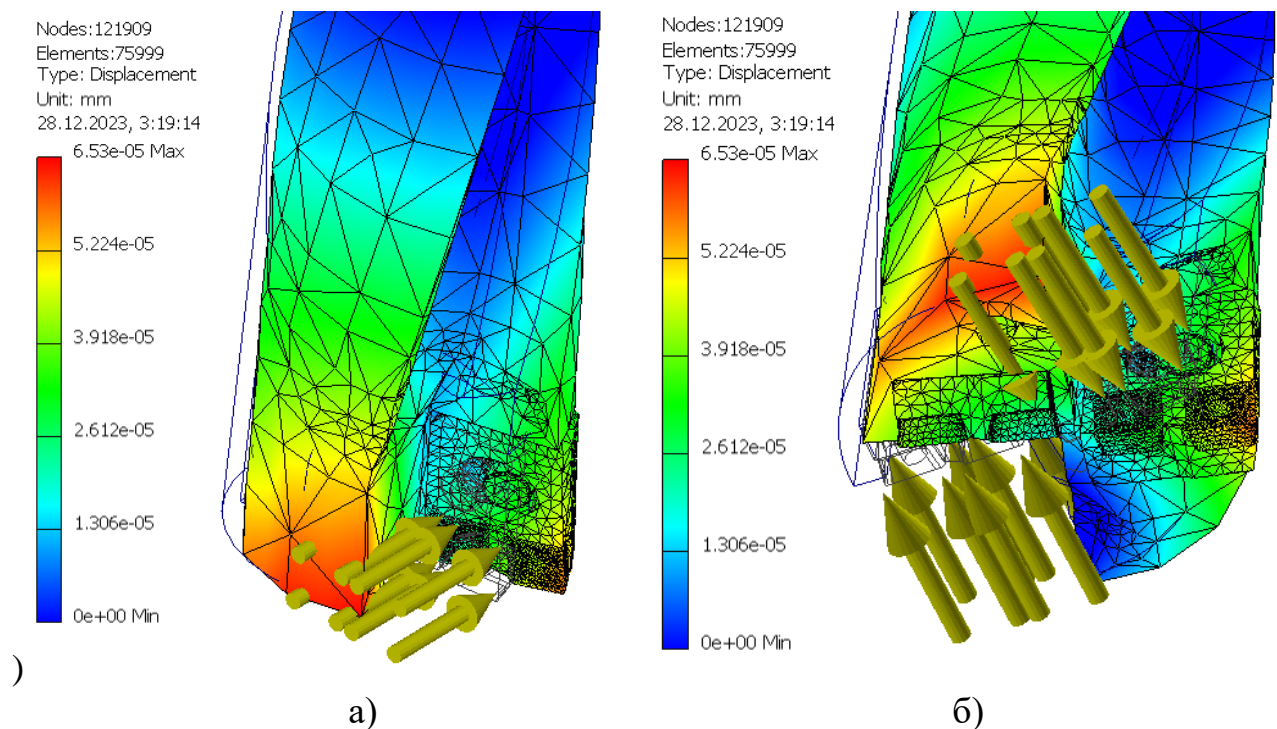 Nodes:121909
Elements:75999
Type: Displacement
Unit: mm
28.12.2023, 3:19:14
6.53e-05 Max
5.224e-05
3.918e-05
2.612e-05
1.306e-05
0e+00 Min
Nodes:121909
Elements:75999
Type: Displacement
Unit: mm
28.12.2023, 3:19:14
6.53e-05 Max
5.224e-05
3.918e-05
2.612e-05
1.306e-05
0e+00 Min
)
а)
б)